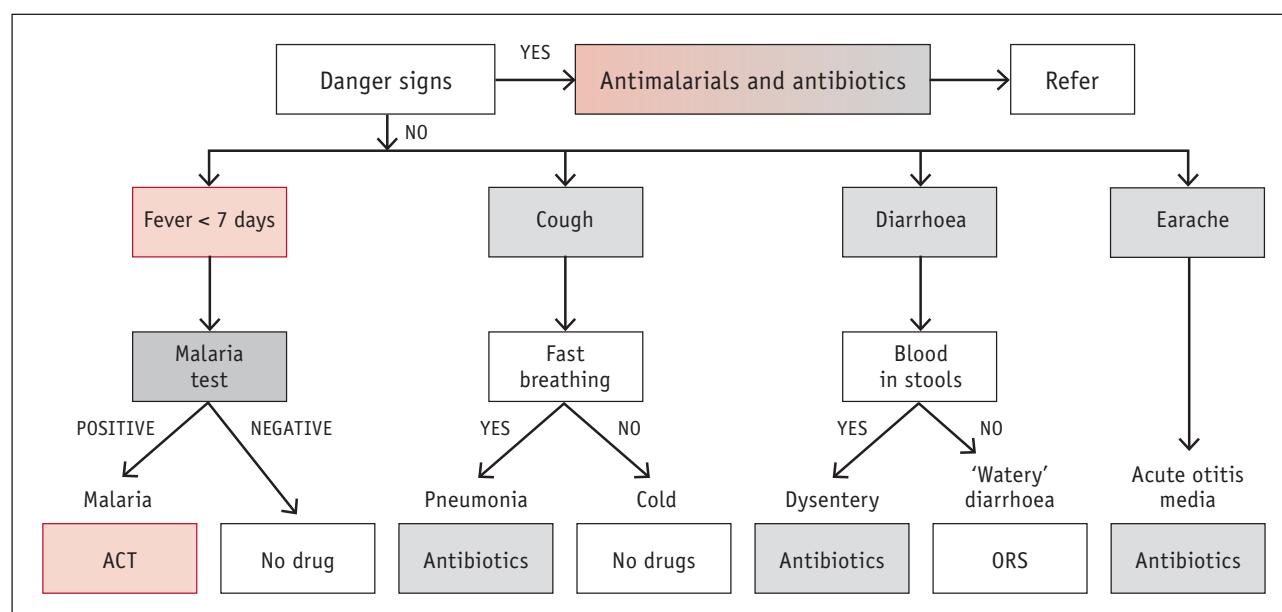 Danger signs
YES
Antimalarials and antibiotics
Refer
NO
Fever < 7 days
Cough
Diarrhoea
Earache
Malaria
test
Fast
breathing
Blood
in stools
POSITIVE
NEGATIVE
YES
NO
YES
NO
Malaria
Pneumonia
Cold
Dysentery
‘Watery’
diarrhoea
Acute otitis
media
ACT
No drug
Antibiotics
No drugs
Antibiotics
ORS
Antibiotics